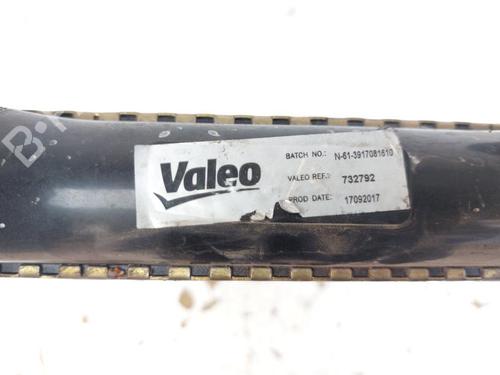 Valeo
BATCH NO.: N-61-3917081610
VALEO REF.: 732792
PROD DATE: 17092017